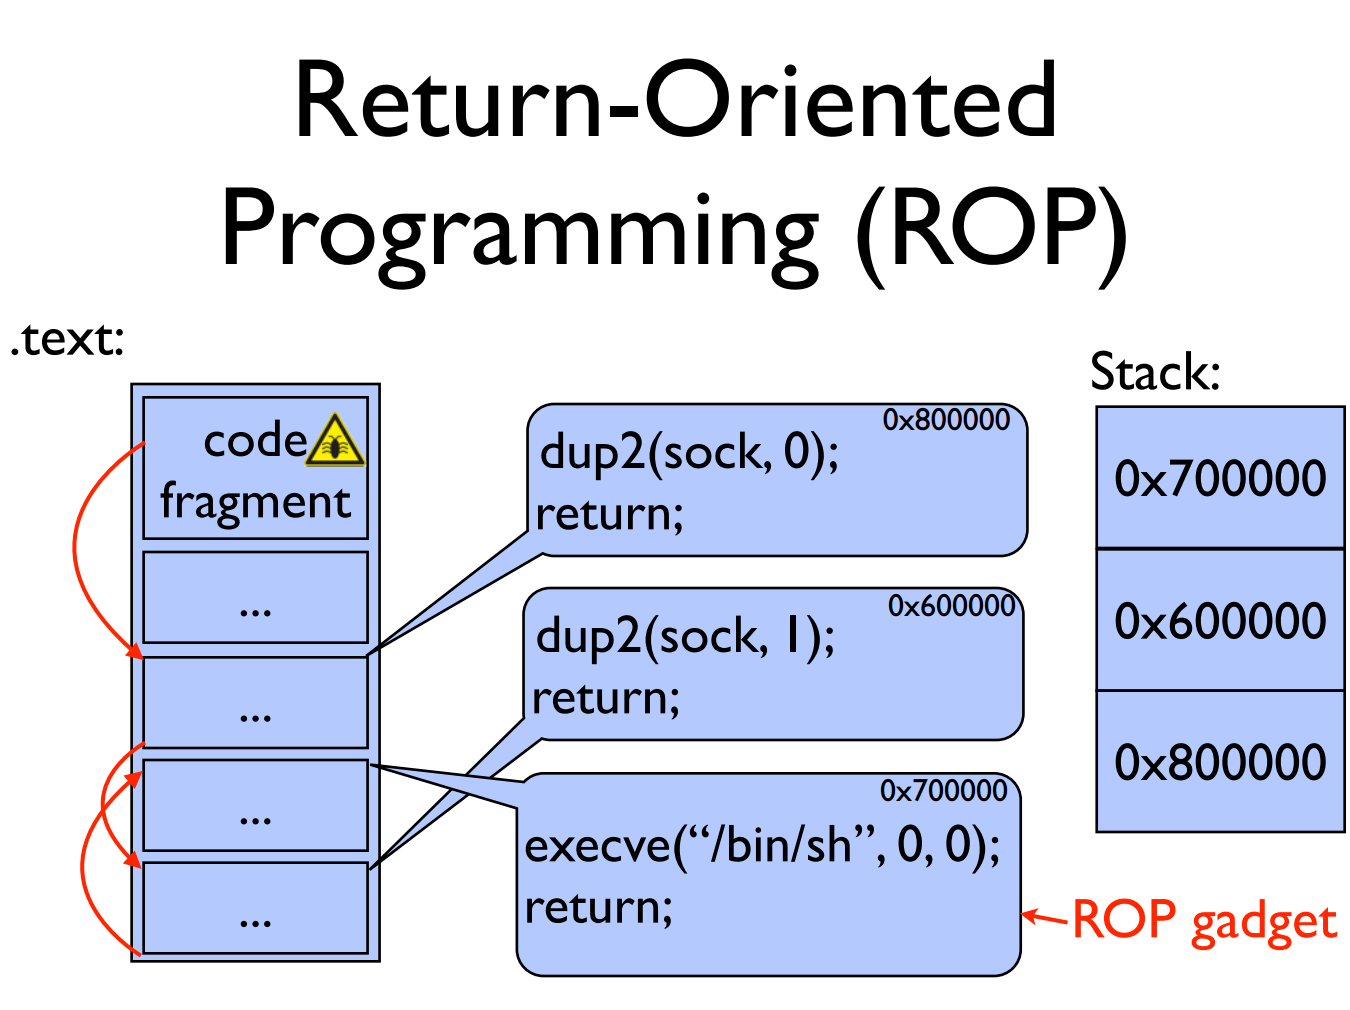 Return-Oriented
Programming (ROP)
.text:
code
fragment
...
...
...
...
0x800000
dup2(sock, 0);
return;
0x600000
dup2(sock, 1);
return;
0x700000
execve(“/bin/sh”, 0, 0);
return;
Stack:
0x700000
0x600000
0x800000
ROP gadget